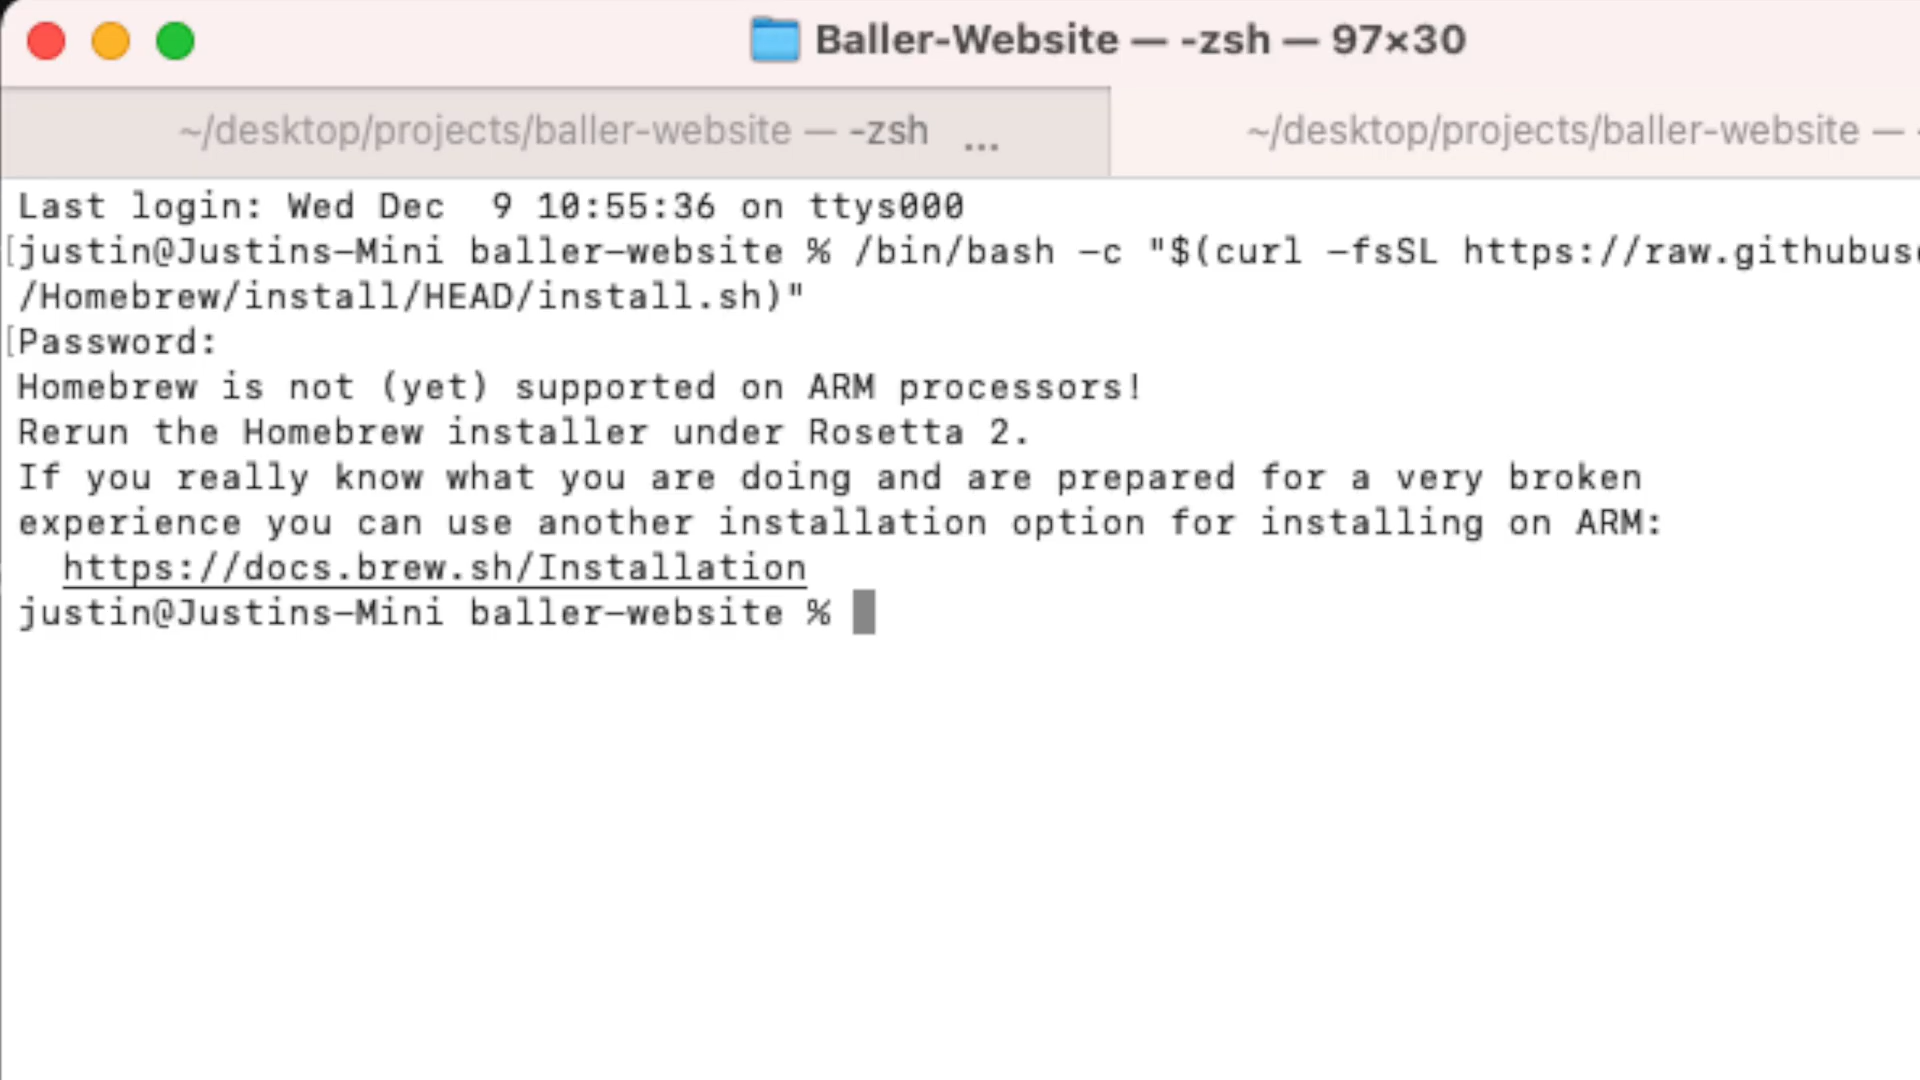 Baller-Website — -zsh — 97×30
~/desktop/projects/baller-website — -zsh ... ~/desktop/projects/baller-website —
Last login: Wed Dec  9 10:55:36 on ttys000
[justin@Justins-Mini baller-website % /bin/bash -c "$(curl -fsSL https://raw.githubus
/Homebrew/install/HEAD/install.sh)"
[Password:
Homebrew is not (yet) supported on ARM processors!
Rerun the Homebrew installer under Rosetta 2.
If you really know what you are doing and are prepared for a very broken
experience you can use another installation option for installing on ARM:
  https://docs.brew.sh/Installation
justin@Justins-Mini baller-website %